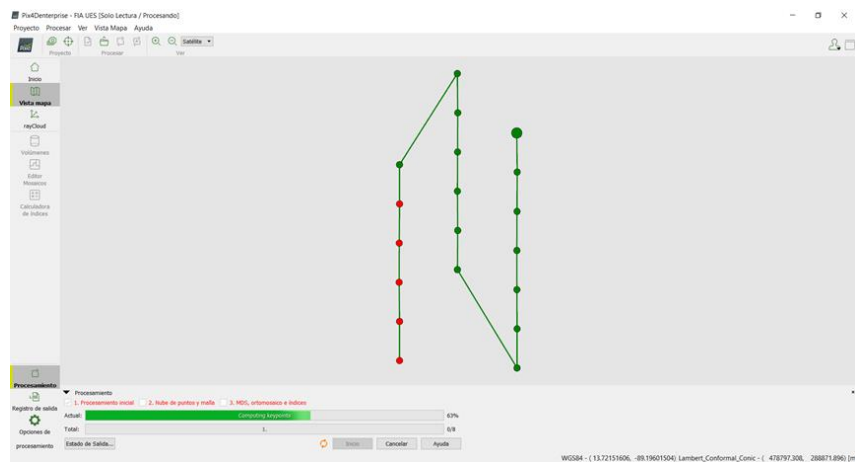 Pix4Denterprise - FIA UES [Solo Lectura / Procesando]
Proyecto Procesar Ver Vista Mapa Ayuda
Satélite
Proyecto Procesar Ver
Inicio
Vista mapa
rayCloud
Volúmenes
Editor
Mosaicos
Calculadora
de índices
Procesamiento
Registro de salida
Opciones de
procesamiento
Procesamiento
1. Procesamiento inicial 2. Nube de puntos y malla 3. MDS, ortomosaico e índices
Actual: Computing keypoints 63%
Total: 1. 0/8
Estado de Salida... Inicio Cancelar Ayuda
WGS84 - ( 13.72151606, -89.19601504) Lambert_Conformal_Conic - ( 478797.308, 288871.896) [m